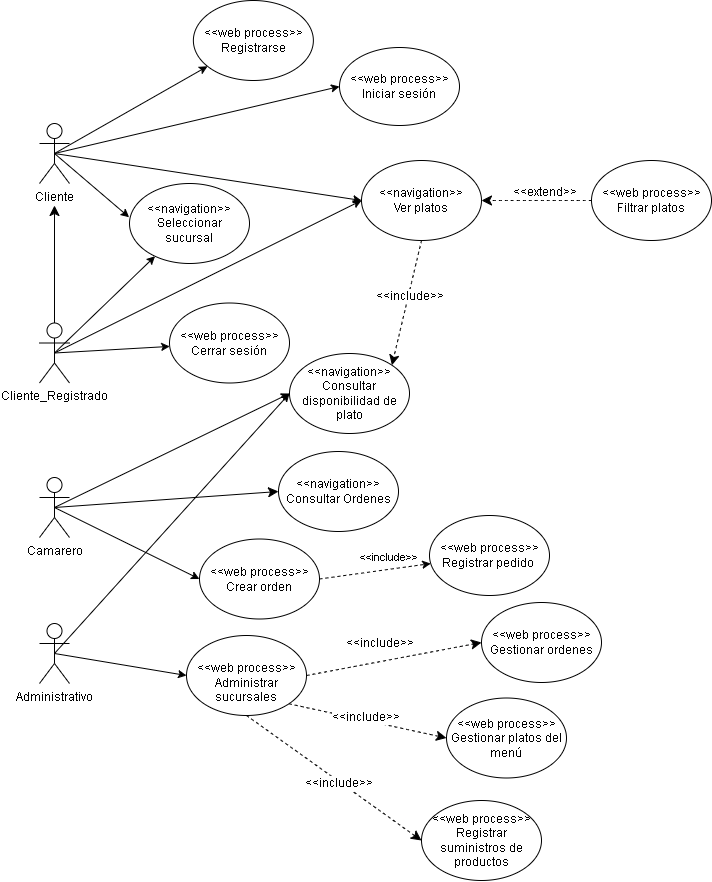 <<web process>>
Registrarse
<<web process>>
Iniciar sesión
Cliente
<<navigation>>
Ver platos
<<extend>>
<<web process>>
Filtrar platos
<<navigation>>
Seleccionar
sucursal
<<include>>
<<web process>>
Cerrar sesión
Cliente_Registrado
<<navigation>>
Consultar
disponibilidad de
plato
<<navigation>>
Consultar Ordenes
Camarero
<<web process>>
Crear orden
<<include>>
<<web process>>
Registrar pedido
Administrativo
<<web process>>
Administrar
sucursales
<<include>>
<<web process>>
Gestionar ordenes
<<include>>
<<web process>>
Gestionar platos del
menú
<<include>>
<<web process>>
Registrar
suministros de
productos